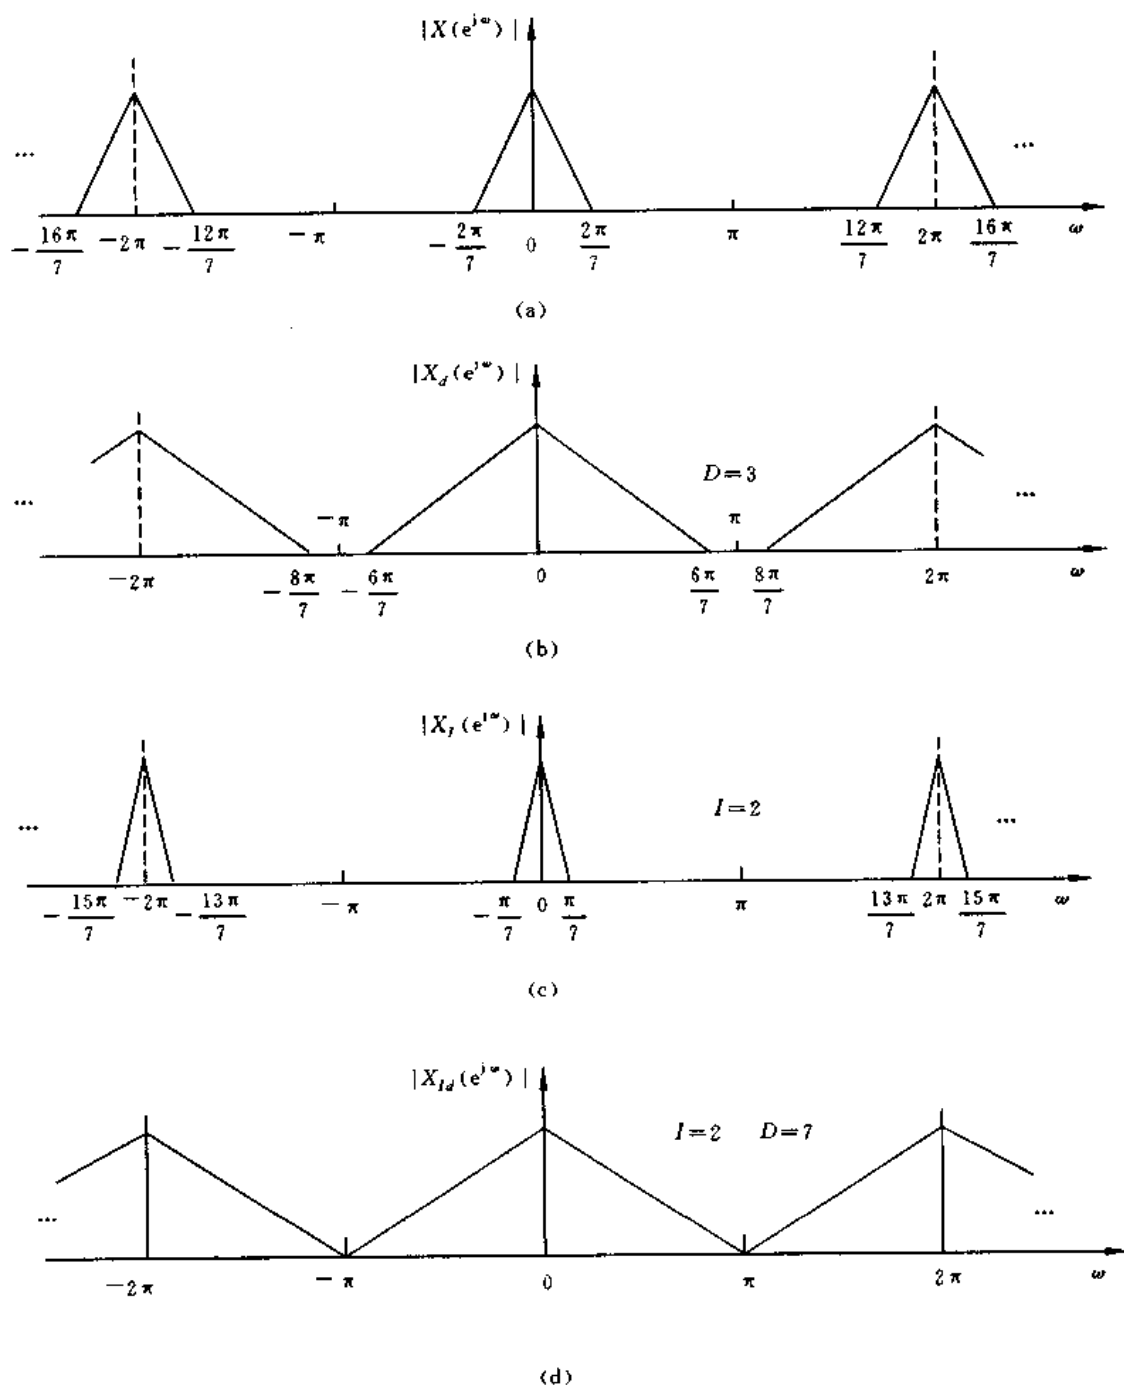 |X(e^{jω})|
...
...
-16π/7 -2π -12π/7 -π -2π/7 0 2π/7 π 12π/7 2π 16π/7 ω
(a)
|X_d(e^{jω})|
D=3
...
-π
π
...
-2π -8π/7 -6π/7 0 6π/7 8π/7 2π ω
(b)
|X_I(e^{jω})|
I=2
...
...
-15π/7 -2π -13π/7 -π -π/7 0 π/7 π 13π/7 2π 15π/7 ω
(c)
|X_{Id}(e^{jω})|
I=2 D=7
...
...
-2π -π 0 π 2π ω
(d)